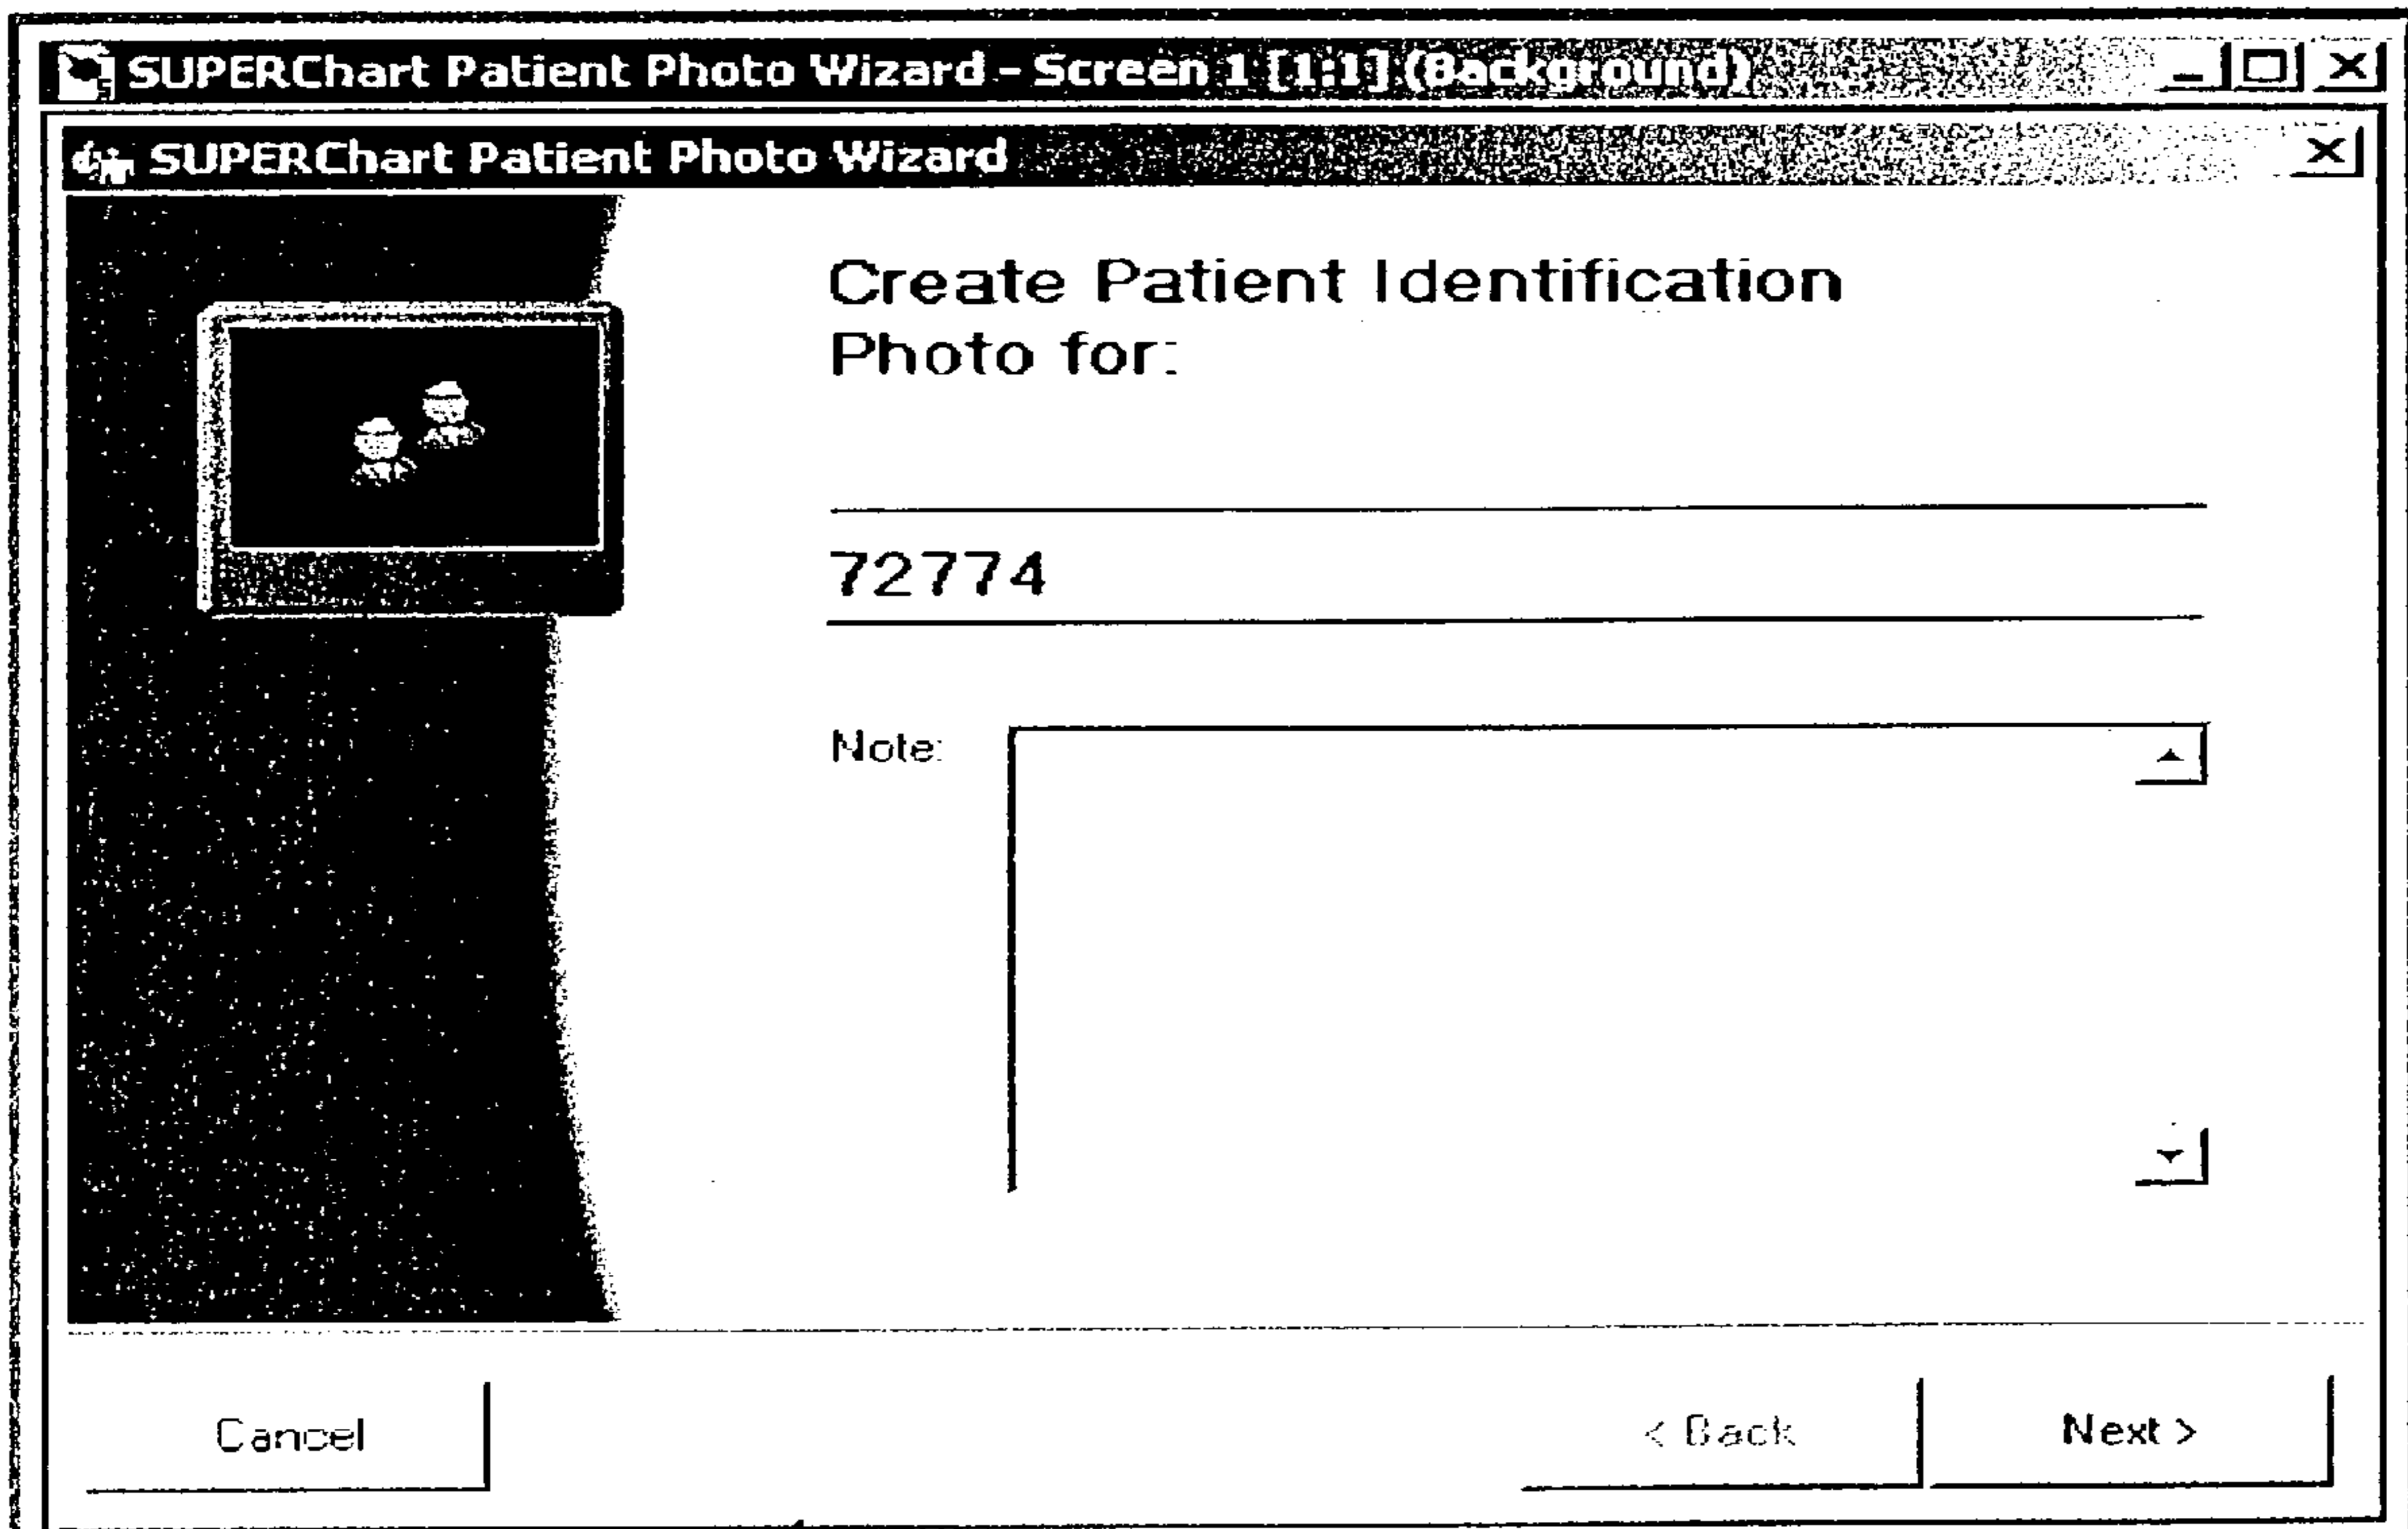 SUPERChart Patient Photo Wizard - Screen 1 [1:1] (Background)
SUPERChart Patient Photo Wizard
Create Patient Identification
Photo for:
72774
Note:
Cancel
< Back
Next >